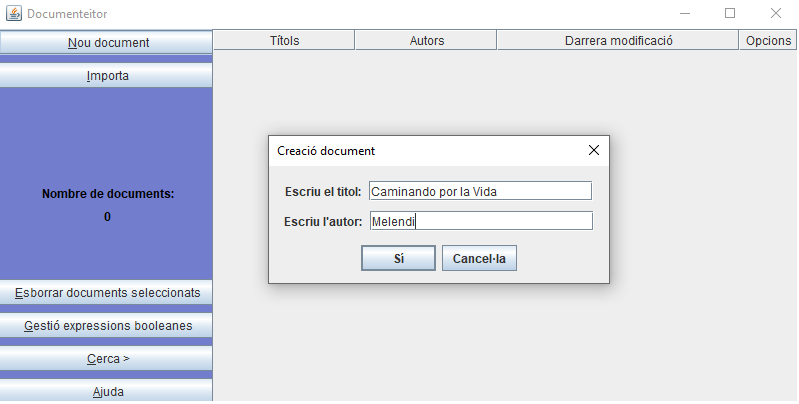 Documenteitor
Nou document
Títols Autors Darrera modificació Opcions
Importa
Creació document
Escriu el titol: Caminando por la Vida
Escriu l'autor: Melendi
Sí Cancel·la
Nombre de documents:
0
Esborrar documents seleccionats
Gestió expressions booleanes
Cerca >
Ajuda